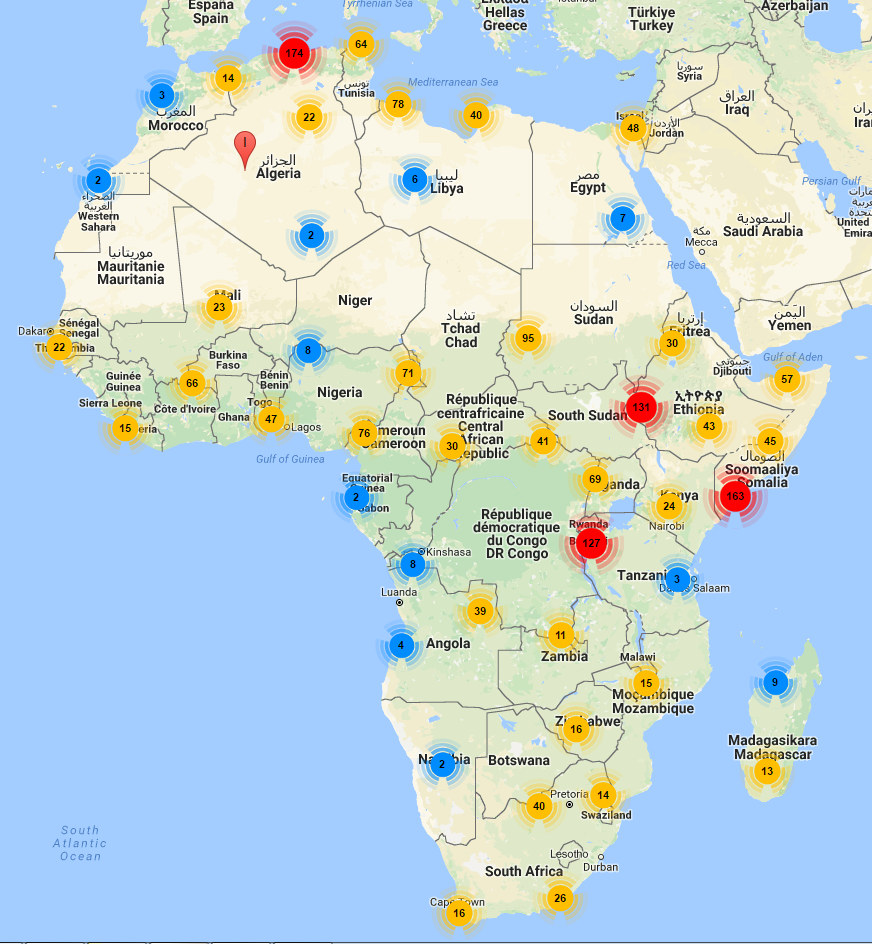 España
Spain
Tyrrhenian Sea
Ελλάδα
Hellas
Greece
Istanbul
Türkiye
Turkey
Azerbaijan
174
64
14
3
المغرب
Morocco
تونس
Tunisia
22
78
Mediterranean Sea
40
سوريا
Syria
العراق
Iraq
Israel
48
الأردن
Jordan
Iran
I
الجزائر
Algeria
2
الصحراء
الغربية
Western
Sahara
6
ليبيا
Libya
مصر
Egypt
Persian Gulf
7
2
مكة
Mecca
السعودية
Saudi Arabia
United
Emira
Red Sea
موريتانيا
Mauritanie
Mauritania
Mali
23
Niger
تشاد
Tchad
Chad
السودان
Sudan
إرتريا
Eritrea
اليمن
Yemen
Dakar
Sénégal
Senegal
22
95
30
8
Burkina
Faso
جيبوتي
Djibouti
Gulf of Aden
Guinée
Guinea
66
Bénin
Benin
71
57
Nigeria
Sierra Leone
Côte d'Ivoire
Togo
Ghana
47
Lagos
République
centrafricaine
Central
African
Republic
South Sudan
131
ኢትዮጵያ
Ethiopia
43
15
76
Cameroun
Cameroon
30
41
45
الصومال
Soomaaliya
Somalia
Gulf of Guinea
Equatorial
Guinea
2
Gabon
69
Uganda
163
Kenya
24
Nairobi
République
démocratique
du Congo
DR Congo
Rwanda
127
Kinshasa
8
Tanzania
3
Dar es Salaam
Luanda
39
Angola
4
11
Zambia
Malawi
15
Moçambique
Mozambique
9
Zimbabwe
16
Madagasikara
Madagascar
13
Namibia
2
Botswana
Pretoria
40
14
Swaziland
South
Atlantic
Ocean
Lesotho
Durban
South Africa
26
Cape Town
16